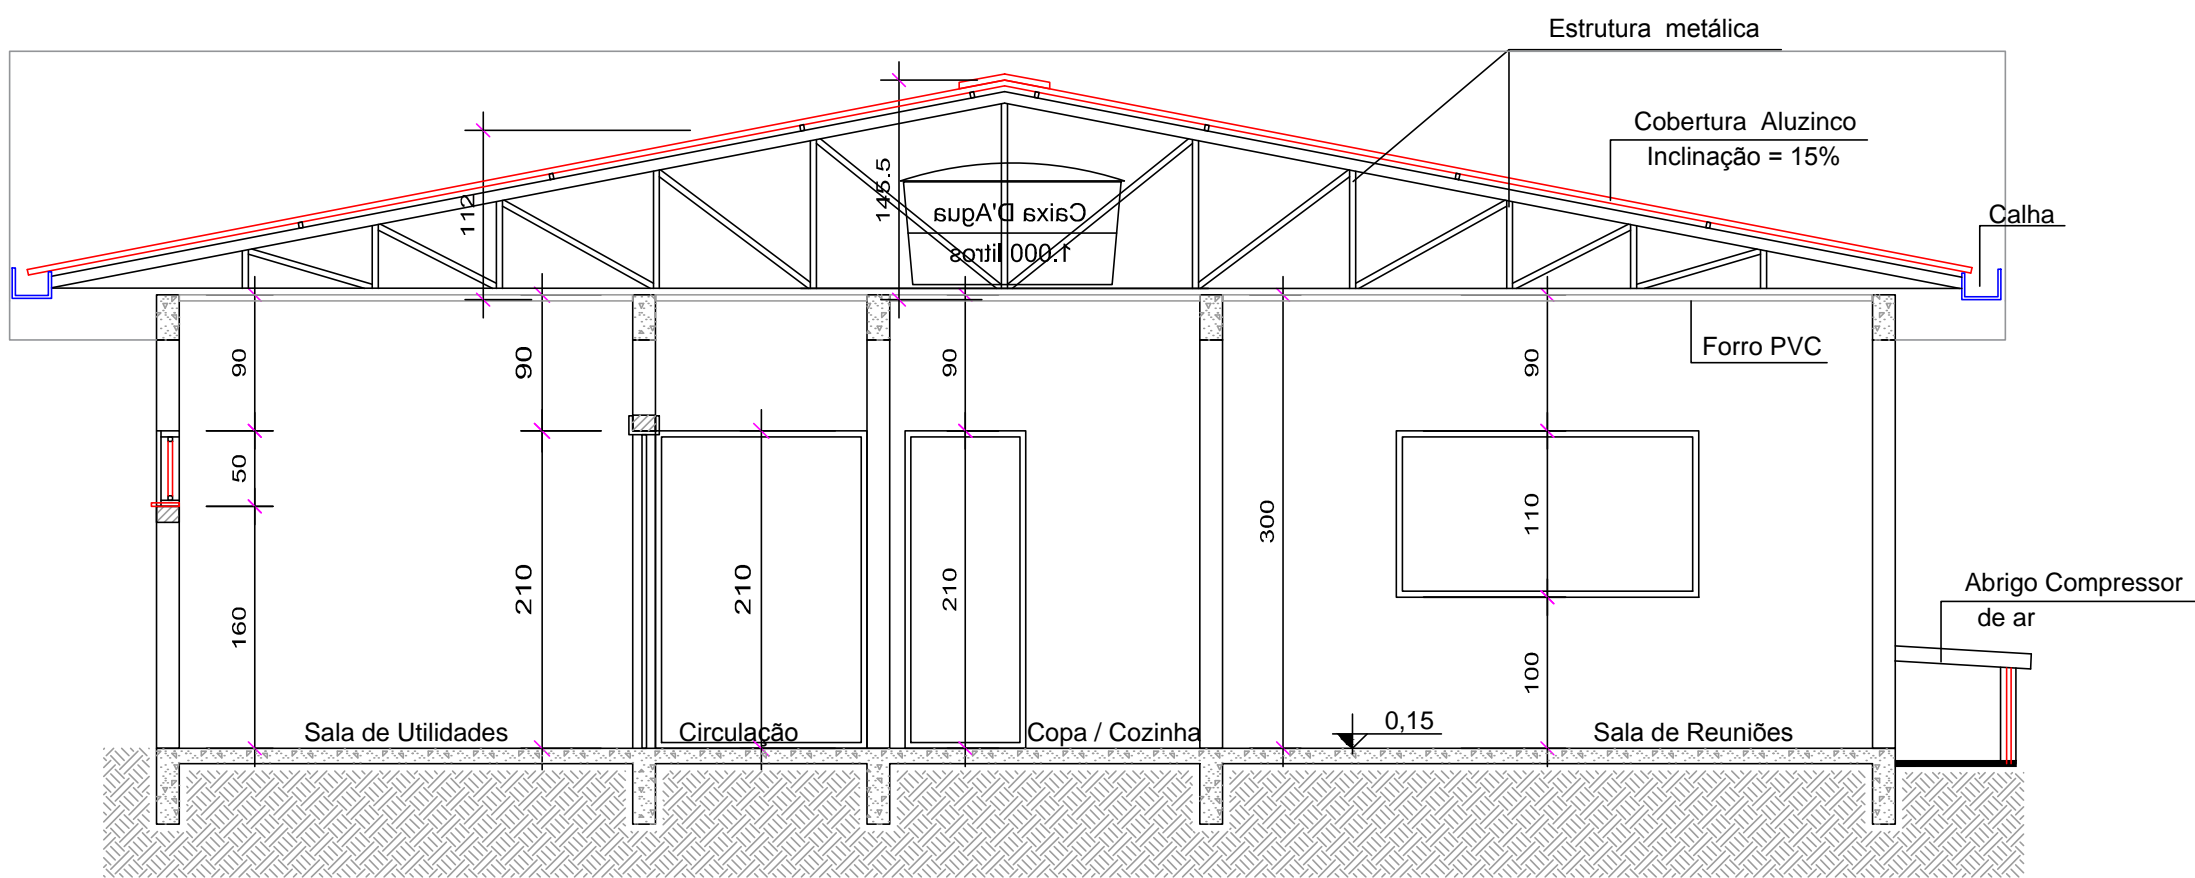 Estrutura metálica
Cobertura Aluzinco
Inclinação = 15%
Calha
112
145.5
Caixa D'Agua
1.000 litros
Forro PVC
90
90
90
90
50
160
210
210
210
300
110
100
Abrigo Compressor
de ar
Sala de Utilidades
Circulação
Copa / Cozinha
0,15
Sala de Reuniões